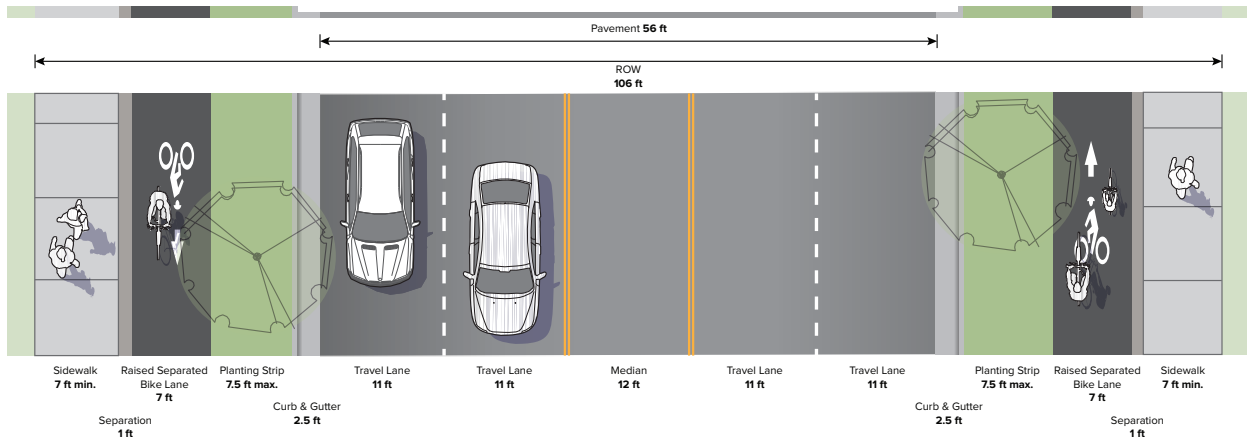 Pavement 56 ft
ROW
106 ft
Sidewalk
7 ft min.
Raised Separated
Bike Lane
7 ft
Planting Strip
7.5 ft max.
Travel Lane
11 ft
Travel Lane
11 ft
Median
12 ft
Travel Lane
11 ft
Travel Lane
11 ft
Planting Strip
7.5 ft max.
Raised Separated
Bike Lane
7 ft
Sidewalk
7 ft min.
Curb & Gutter
2.5 ft
Curb & Gutter
2.5 ft
Separation
1 ft
Separation
1 ft